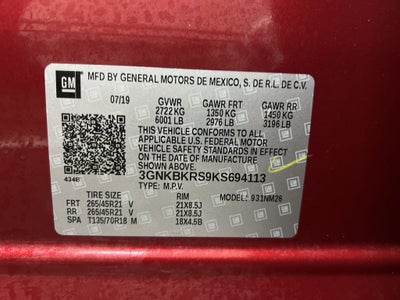 GM MFD BY GENERAL MOTORS DE MEXICO, S. DE R.L. DE C.V.
07/19 GVWR GAWR FRT GAWR RR
2722 KG 1350 KG 1450 KG
6001 LB 2976 LB 3196 LB
THIS VEHICLE CONFORMS TO ALL
APPLICABLE U.S. FEDERAL MOTOR
VEHICLE SAFETY STANDARDS IN
EFFECT ON THE DATE OF MANUFACTURE
SHOWN ABOVE.
434B 3GNKBKRS9KS694113
TYPE: M.P.V. MODEL: 931NM26
TIRE SIZE RIM
FRT 265/45R21 V 21X8.5J
RR 265/45R21 V 21X8.5J
SP T135/70R18 M 18X4.5B